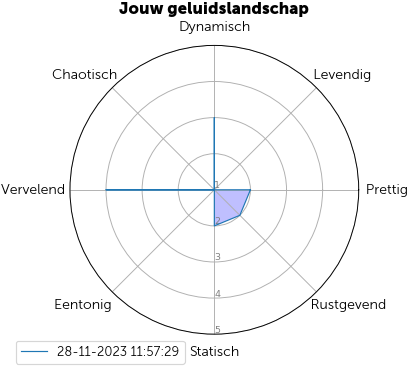 Jouw geluidslandschap
Dynamisch
Chaotisch
Levendig
Vervelend
1
Prettig
2
3
4
Eentonig
Rustgevend
5
28-11-2023 11:57:29
Statisch